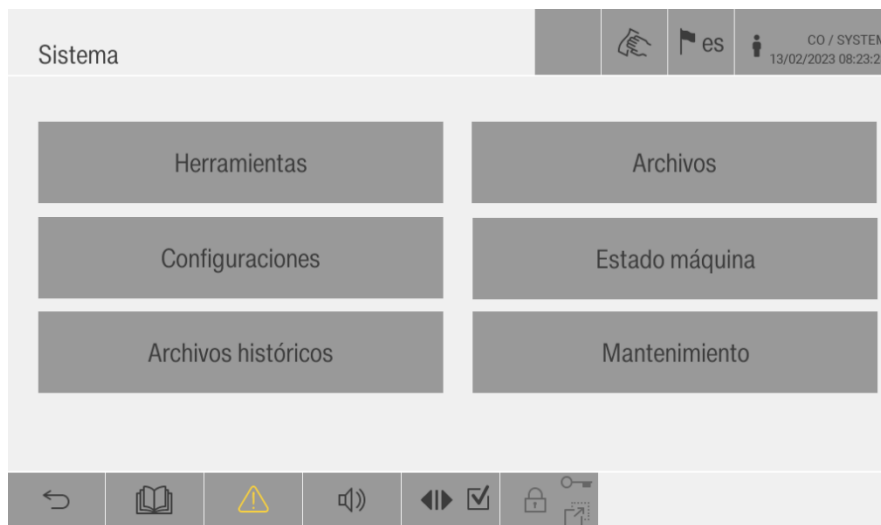 Sistema
es
CO / SYSTEM
13/02/2023 08:23:2
Herramientas
Archivos
Configuraciones
Estado máquina
Archivos históricos
Mantenimiento